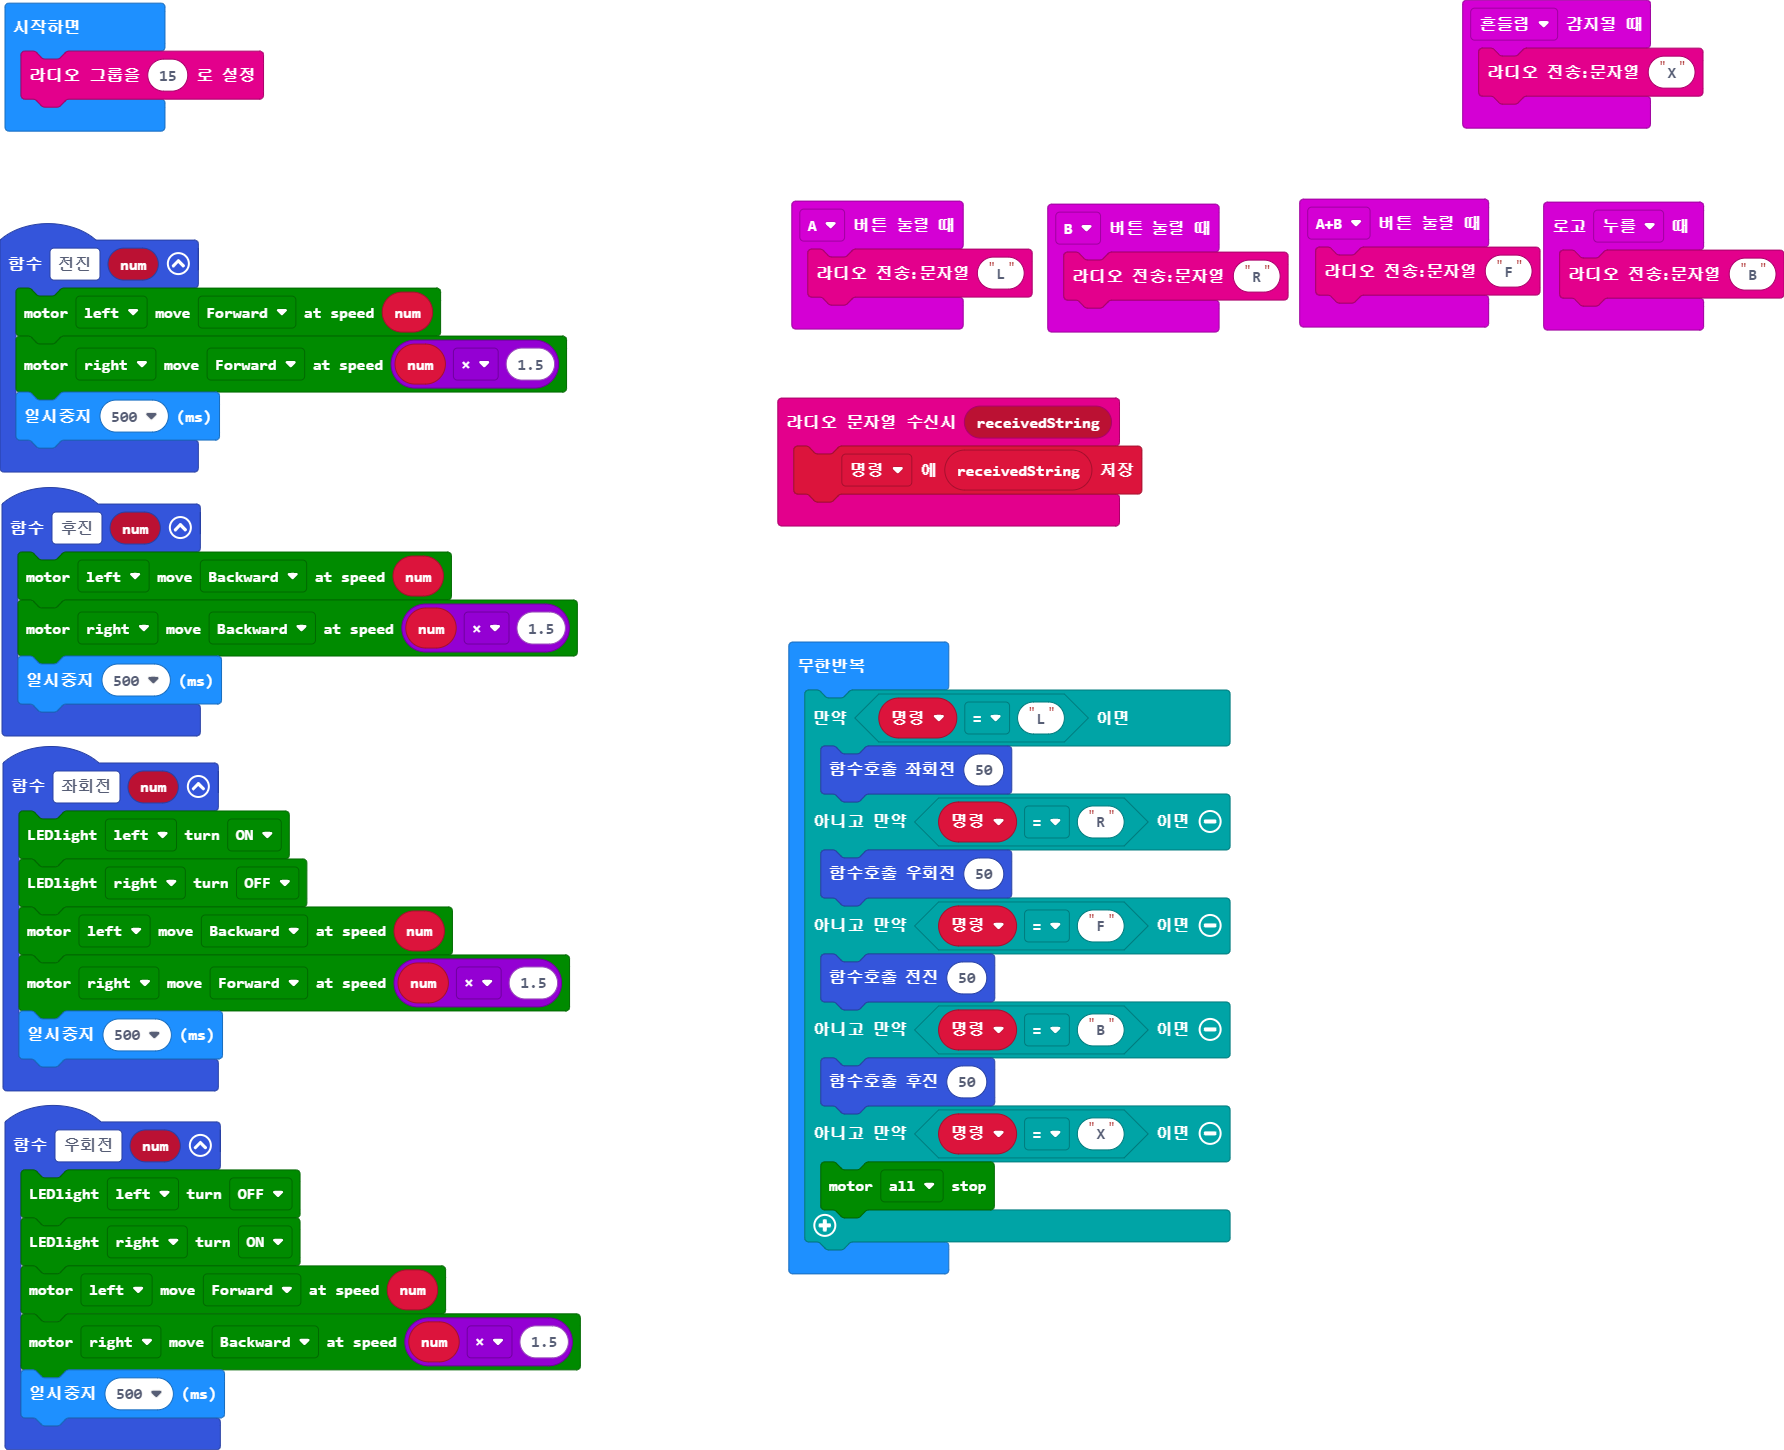 시작하면
라디오 그룹을 15 로 설정
흔들림 감지될 때
라디오 전송:문자열 "X"
A 버튼 눌릴 때
라디오 전송:문자열 "L"
B 버튼 눌릴 때
라디오 전송:문자열 "R"
A+B 버튼 눌릴 때
라디오 전송:문자열 "F"
로고 누를 때
라디오 전송:문자열 "B"
함수 전진 num
motor left move Forward at speed num
motor right move Forward at speed num × 1.5
일시중지 500 (ms)
함수 후진 num
motor left move Backward at speed num
motor right move Backward at speed num × 1.5
일시중지 500 (ms)
함수 좌회전 num
LEDlight left turn ON
LEDlight right turn OFF
motor left move Backward at speed num
motor right move Forward at speed num × 1.5
일시중지 500 (ms)
함수 우회전 num
LEDlight left turn OFF
LEDlight right turn ON
motor left move Forward at speed num
motor right move Backward at speed num × 1.5
일시중지 500 (ms)
라디오 문자열 수신시 receivedString
명령 에 receivedString 저장
무한반복
만약 명령 = "L" 이면
함수호출 좌회전 50
아니고 만약 명령 = "R" 이면
함수호출 우회전 50
아니고 만약 명령 = "F" 이면
함수호출 전진 50
아니고 만약 명령 = "B" 이면
함수호출 후진 50
아니고 만약 명령 = "X" 이면
motor all stop